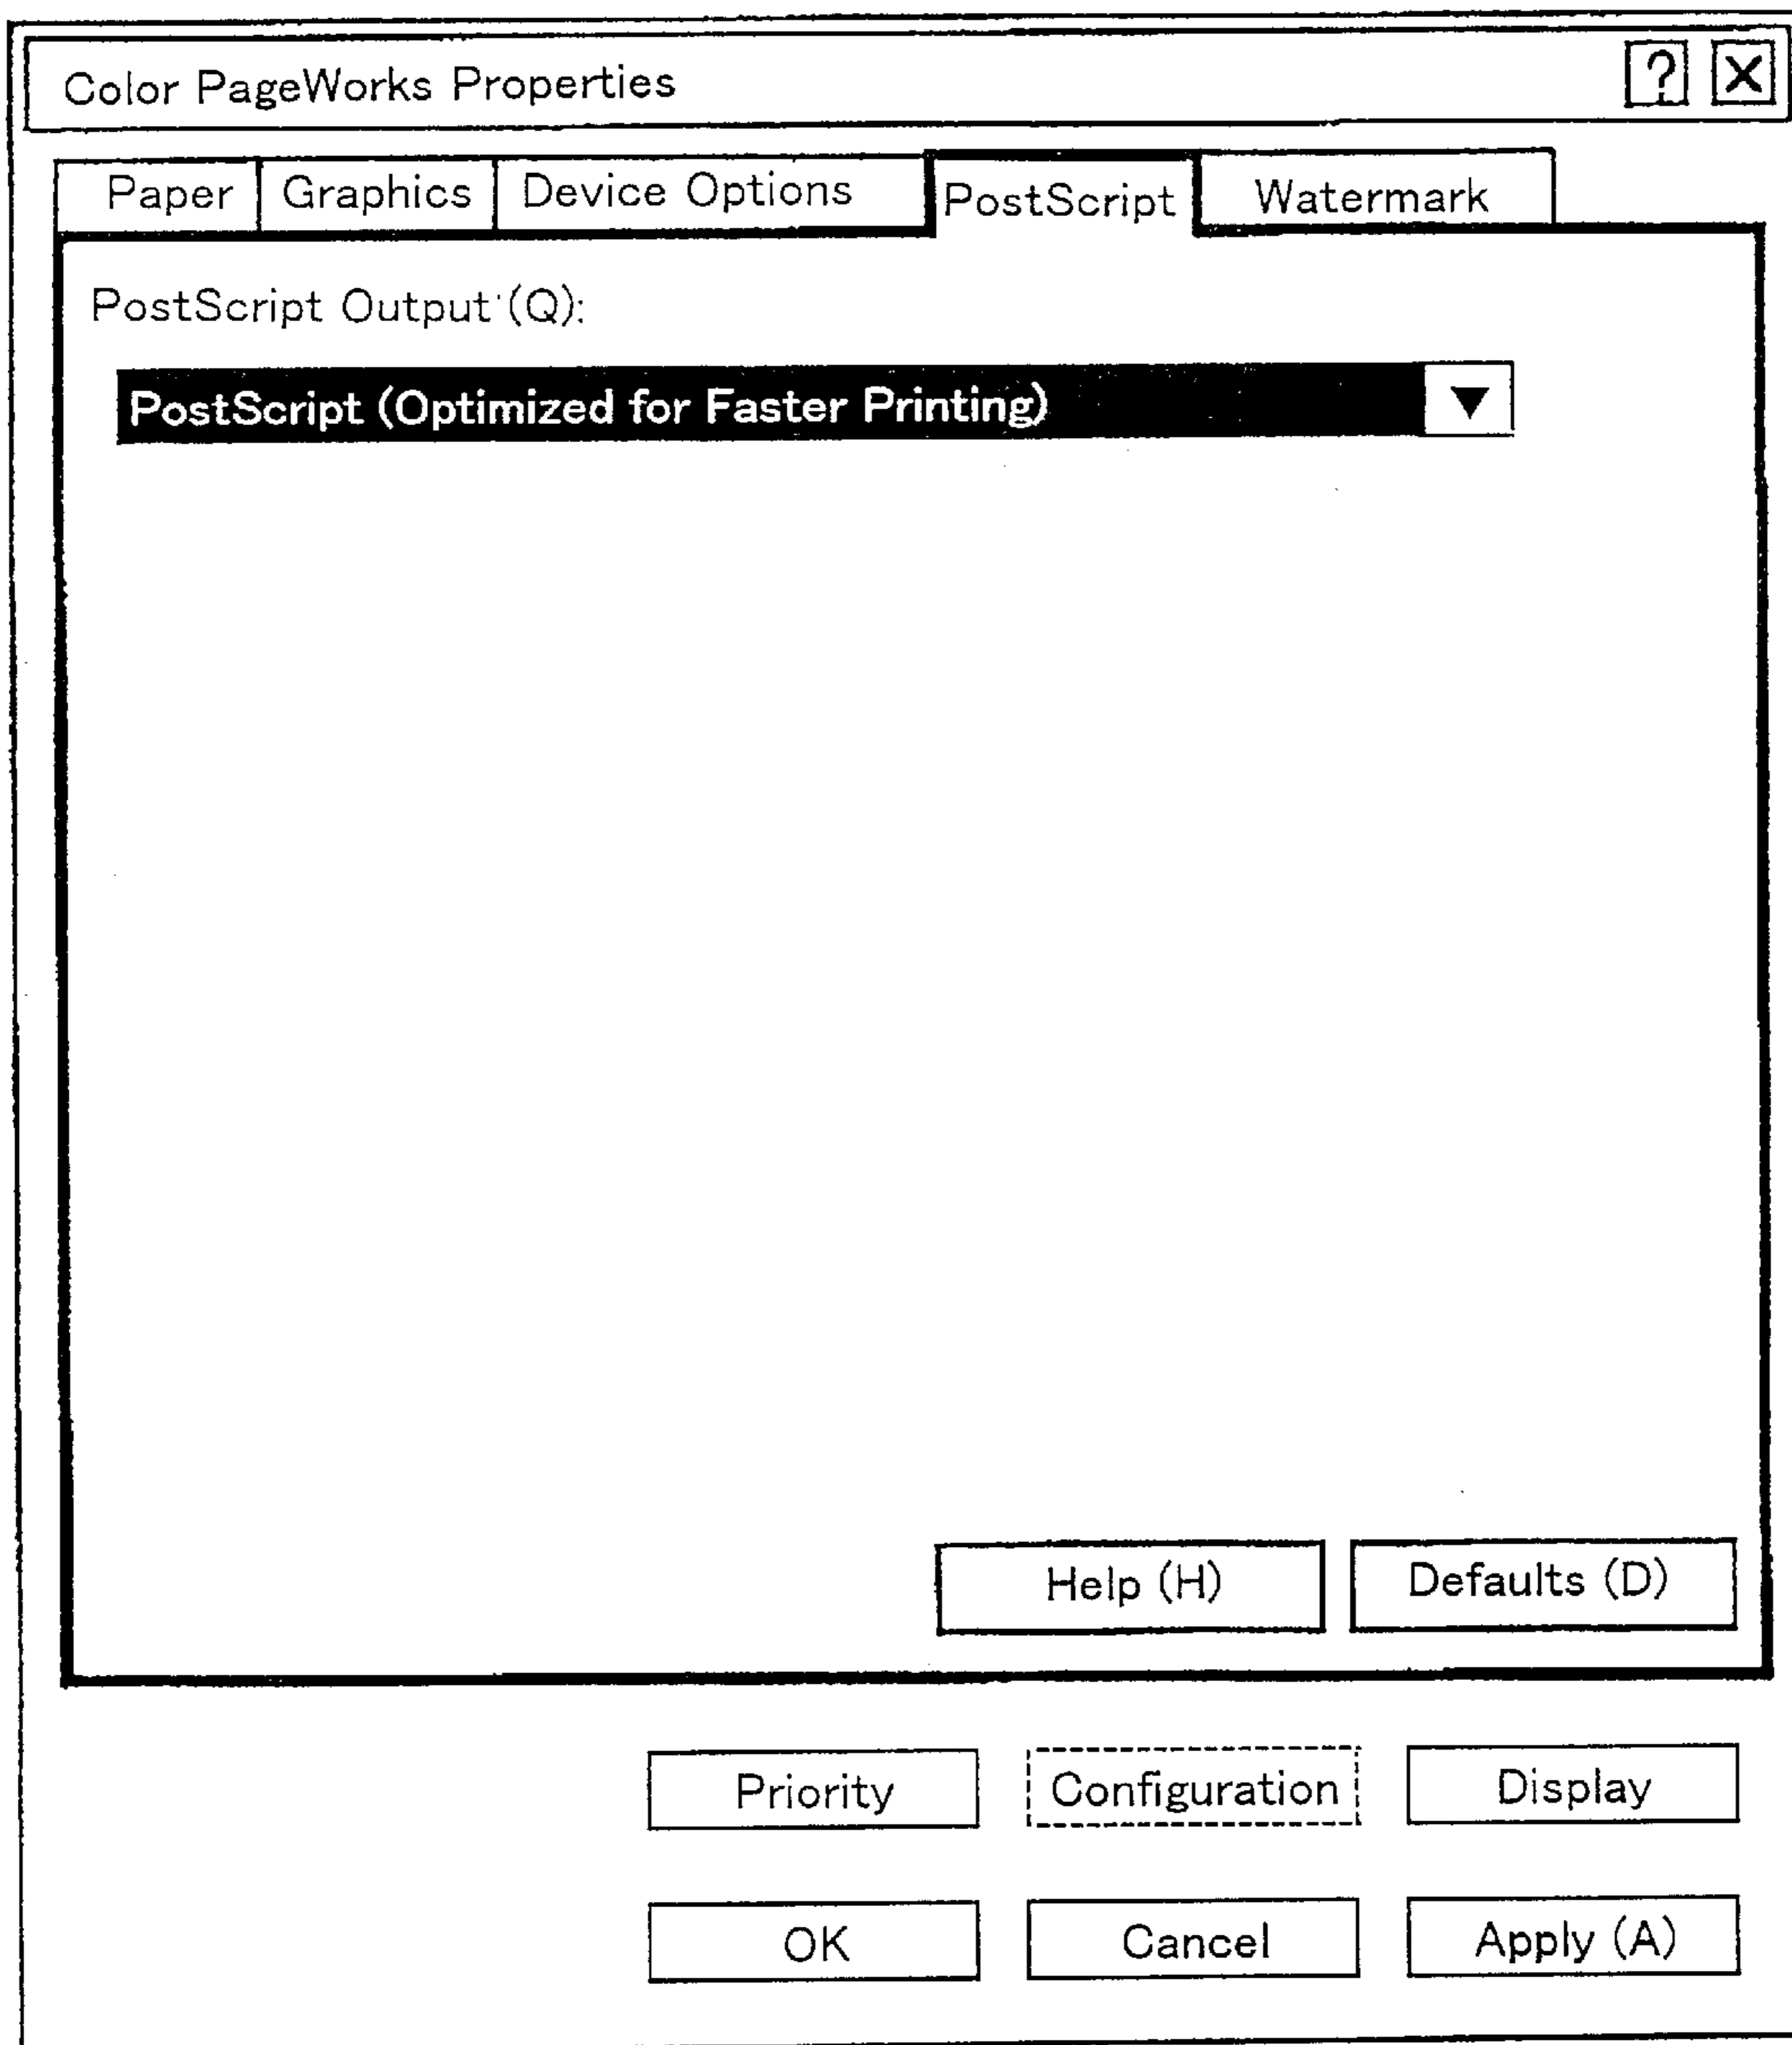 Color PageWorks Properties ? X
Paper Graphics Device Options PostScript Watermark
PostScript Output (Q):
PostScript (Optimized for Faster Printing) ▼
Help (H) Defaults (D)
Priority Configuration Display
OK Cancel Apply (A)